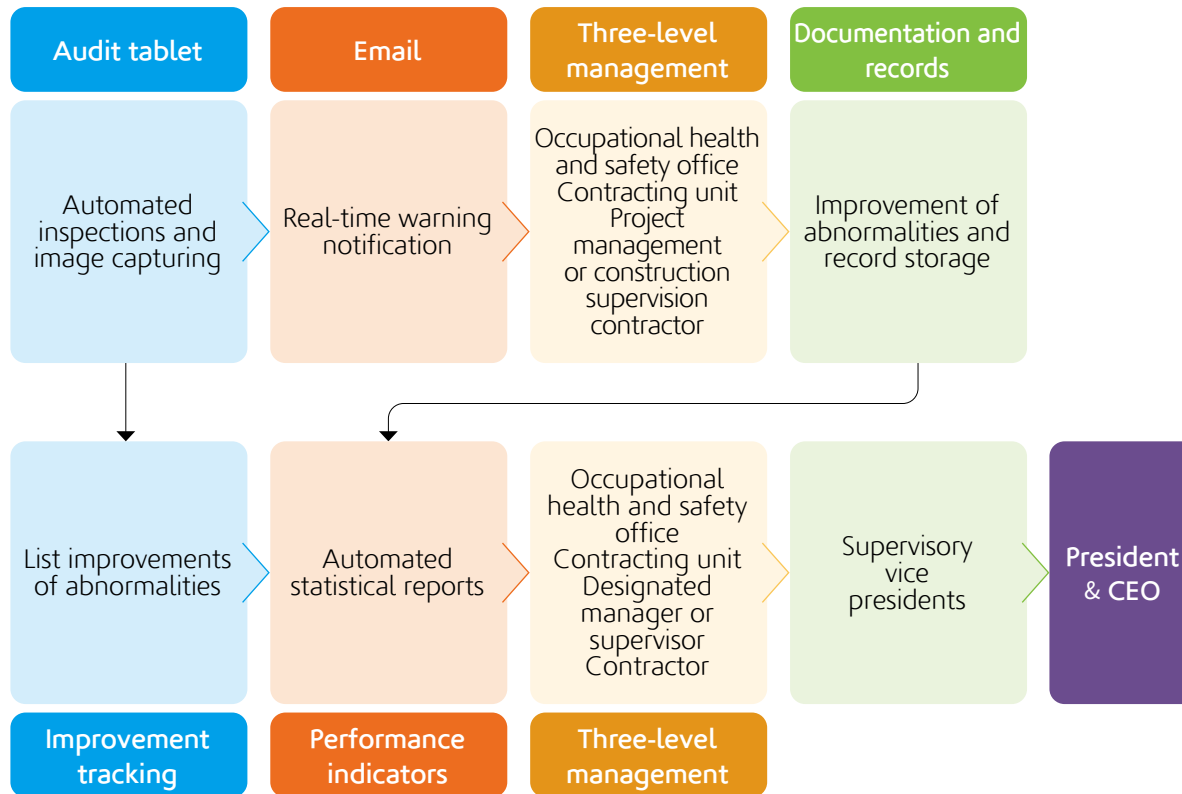 Audit tablet
Email
Three-level
management
Documentation and
records
Automated
inspections and
image capturing
Real-time warning
notification
Occupational health
and safety office
Contracting unit
Project
management
or construction
supervision
contractor
Improvement of
abnormalities and
record storage
List improvements
of abnormalities
Automated
statistical reports
Occupational
health and safety
office
Contracting unit
Designated
manager or
supervisor
Contractor
Supervisory
vice
presidents
President
& CEO
Improvement
tracking
Performance
indicators
Three-level
management